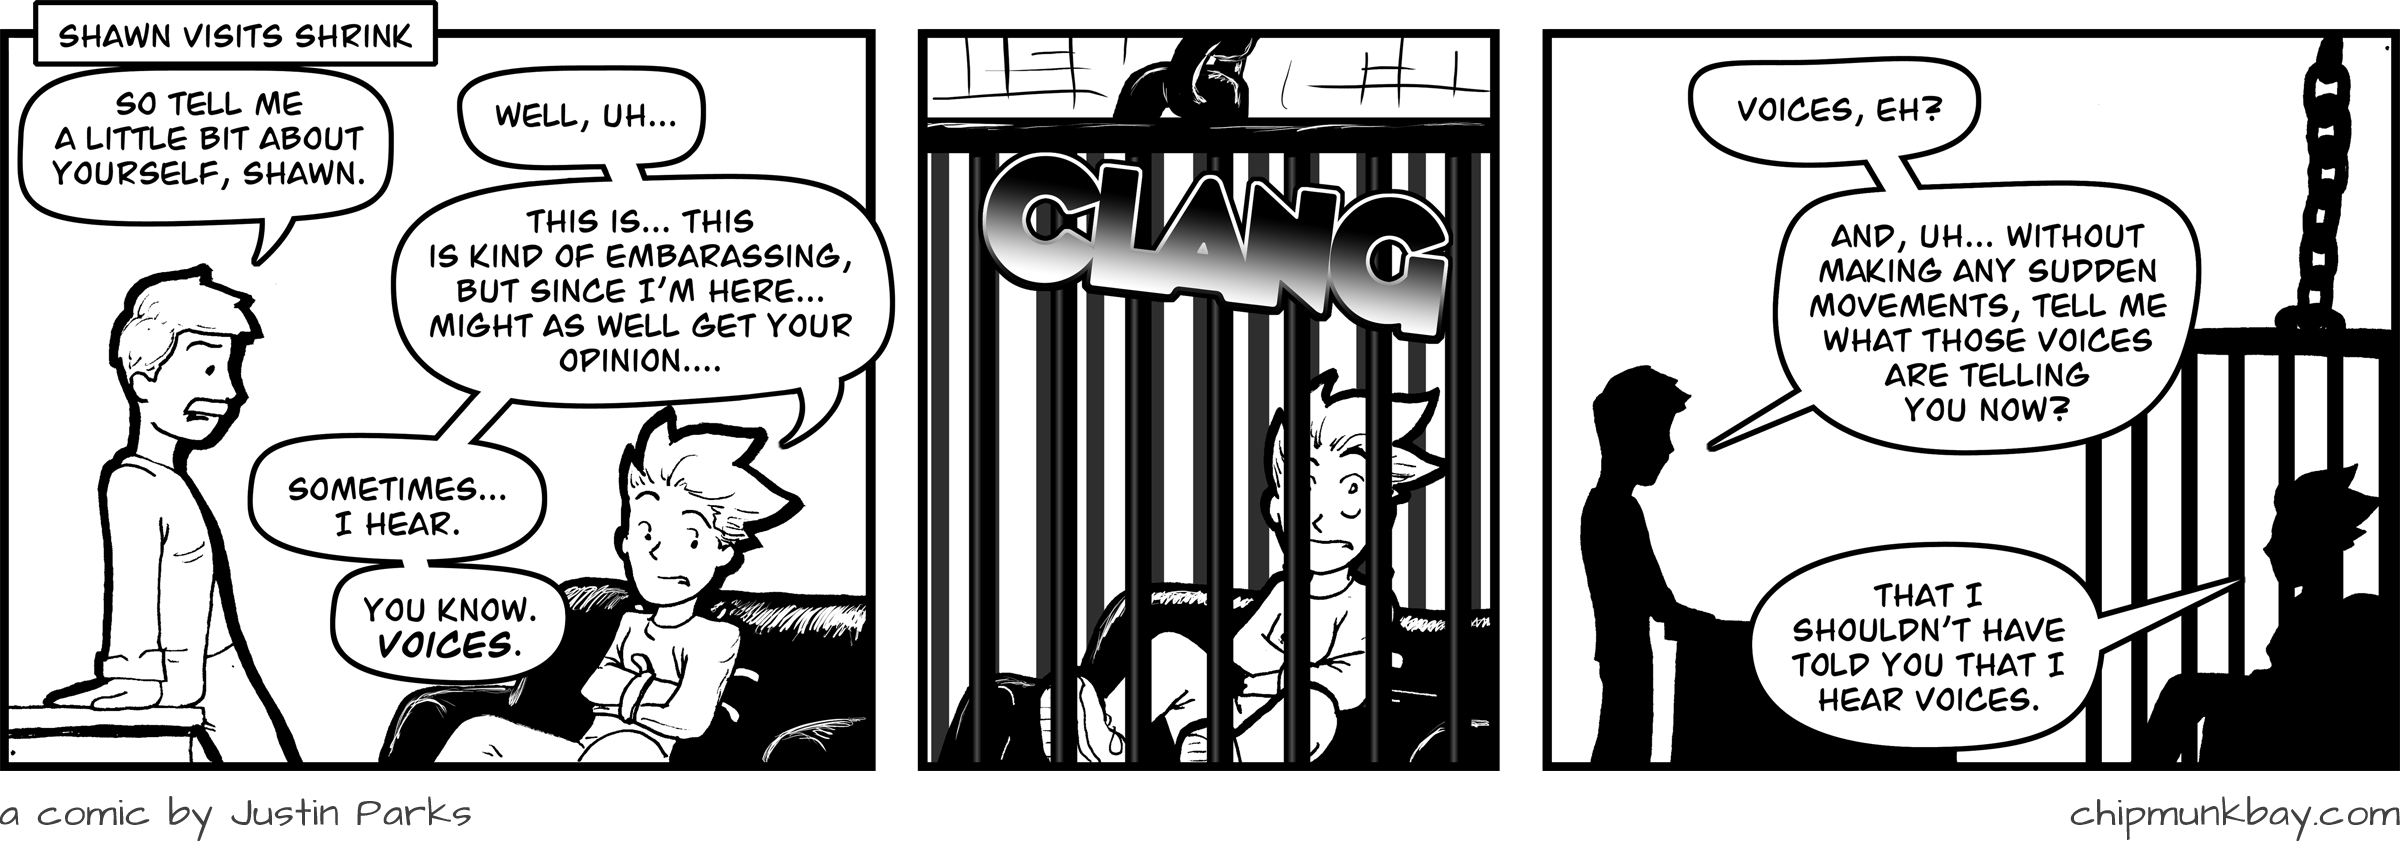 SHAWN VISITS SHRINK
SO TELL ME
A LITTLE BIT ABOUT
YOURSELF, SHAWN.
WELL, UH...
THIS IS... THIS
IS KIND OF EMBARASSING,
BUT SINCE I'M HERE...
MIGHT AS WELL GET YOUR
OPINION....
SOMETIMES...
I HEAR.
YOU KNOW.
VOICES.
CLANG
VOICES, EH?
AND, UH... WITHOUT
MAKING ANY SUDDEN
MOVEMENTS, TELL ME
WHAT THOSE VOICES
ARE TELLING
YOU NOW?
THAT I
SHOULDN'T HAVE
TOLD YOU THAT I
HEAR VOICES.
a comic by Justin Parks
chipmunkbay.com